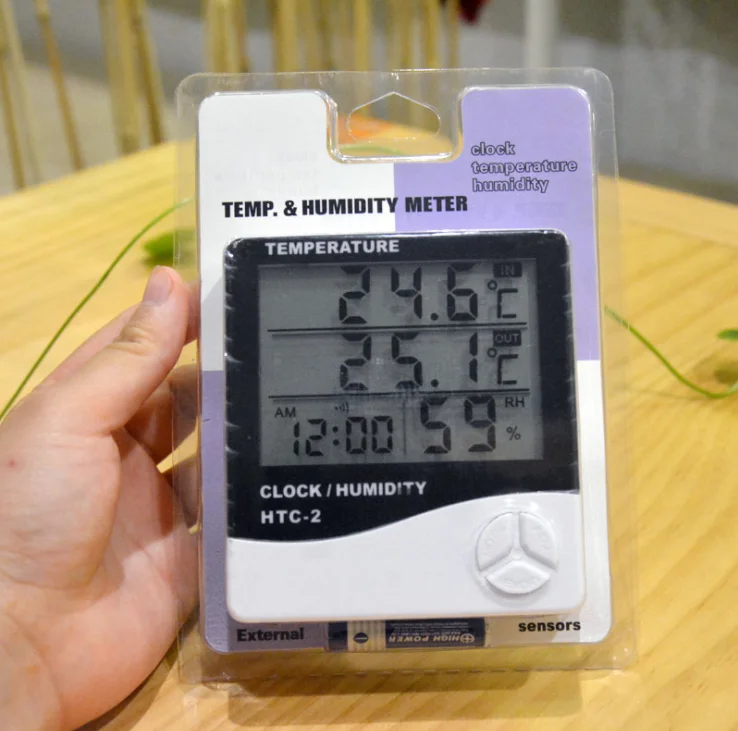 clock
temperature
humidity
TEMP. & HUMIDITY METER
TEMPERATURE
IN
24.6°C
OUT
25.1°C
AM
12:00
RH
59%
CLOCK / HUMIDITY
HTC-2
External
HIGH POWER
sensors